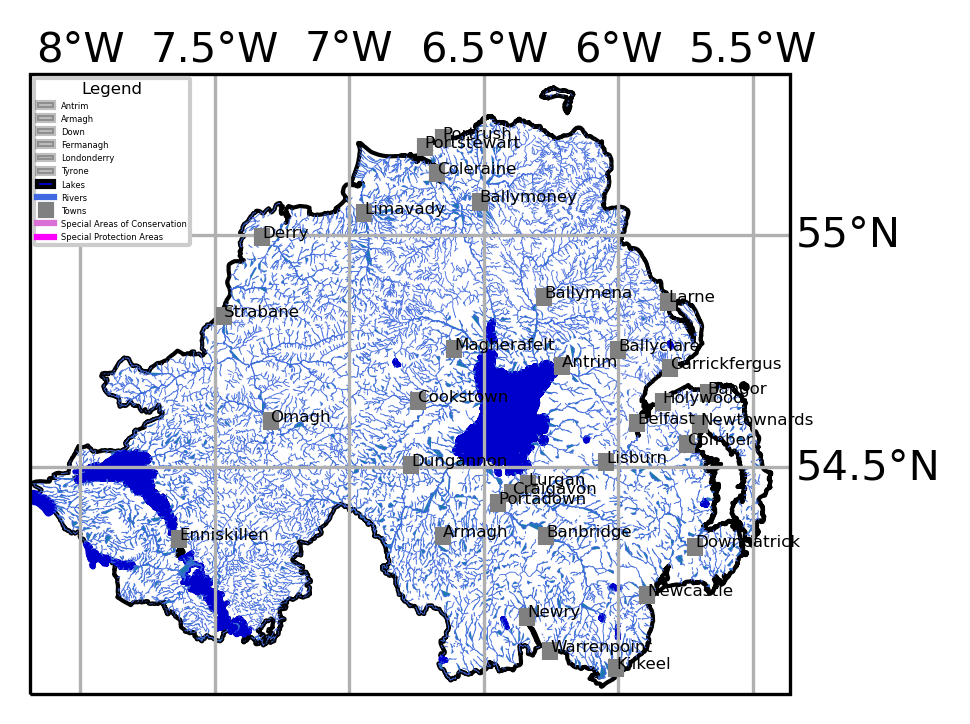 8°W 7.5°W 7°W 6.5°W 6°W 5.5°W
Legend
Antrim
Armagh
Down
Fermanagh
Londonderry
Tyrone
Lakes
Rivers
Towns
Special Areas of Conservation
Special Protection Areas
Portrush
Portstewart
Coleraine
Ballymoney
Limavady
Derry
55°N
Ballymena
Larne
Strabane
Magherafelt
Ballyclare
Antrim
Carrickfergus
Bangor
Holywood
Cookstown
Omagh
Belfast
Newtownards
Comber
Dungannon
Lisburn
54.5°N
Lurgan
Craigavon
Portadown
Enniskillen
Armagh
Banbridge
Downpatrick
Newcastle
Newry
Warrenpoint
Kilkeel